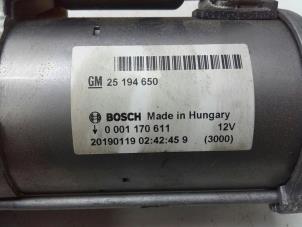 GM 25 194 650
BOSCH Made in Hungary
0 001 170 611 12V
20190119 02:42:45 9 (3000)